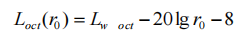 L_oct(r_0) = L_w oct − 20 lg r_0 − 8